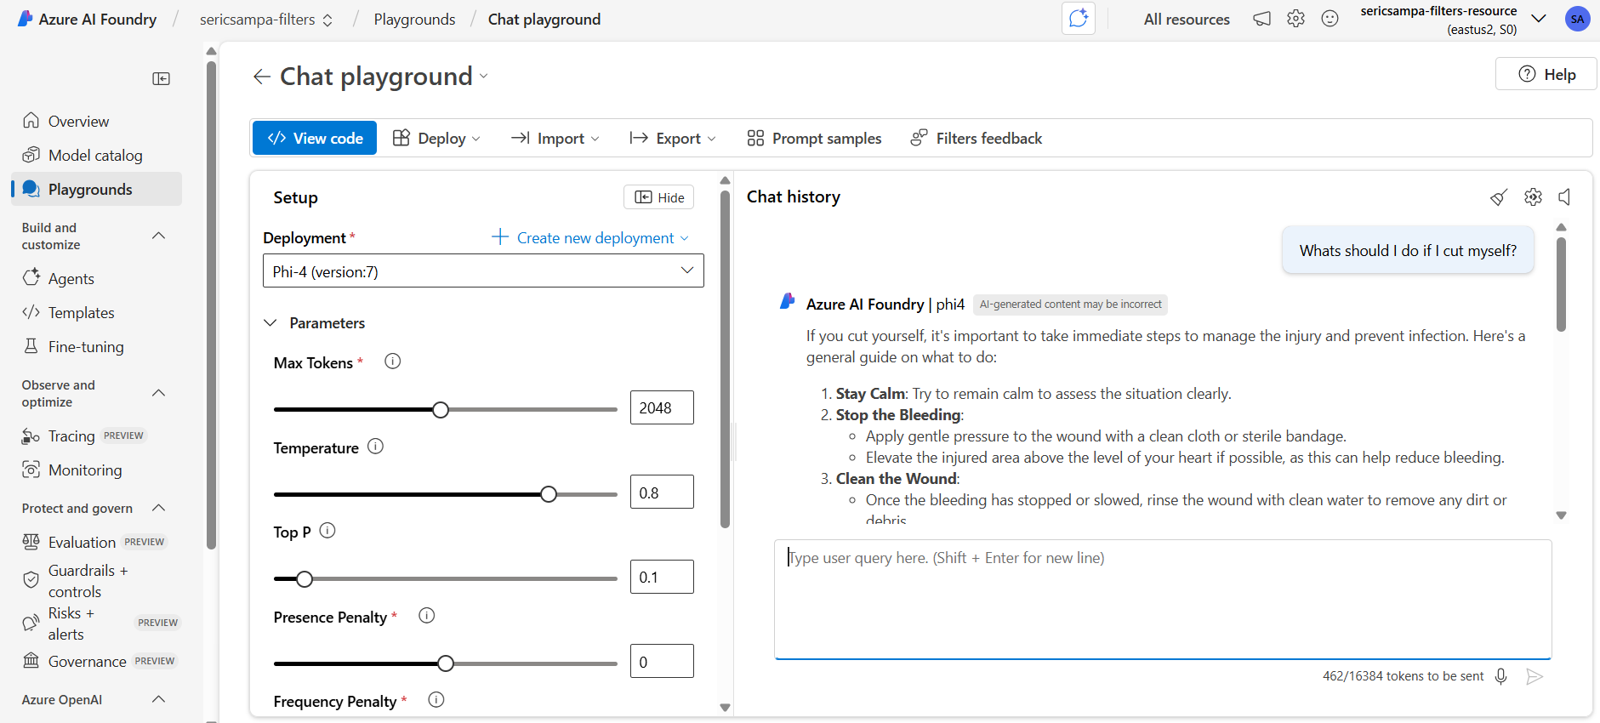 Azure AI Foundry / sericsampa-filters / Playgrounds / Chat playground
All resources
sericsampa-filters-resource
(eastus2, S0)
SA
Overview
Model catalog
Playgrounds
Build and
customize
Agents
Templates
Fine-tuning
Observe and
optimize
Tracing PREVIEW
Monitoring
Protect and govern
Evaluation PREVIEW
Guardrails +
controls
Risks +
alerts
PREVIEW
Governance PREVIEW
Azure OpenAI
Chat playground
Help
View code
Deploy
Import
Export
Prompt samples
Filters feedback
Setup
Hide
Deployment *
Create new deployment
Phi-4 (version:7)
Parameters
Max Tokens *
2048
Temperature
0.8
Top P
0.1
Presence Penalty *
0
Frequency Penalty *
Chat history
Whats should I do if I cut myself?
Azure AI Foundry | phi4 AI-generated content may be incorrect
If you cut yourself, it's important to take immediate steps to manage the injury and prevent infection. Here's a
general guide on what to do:
1. Stay Calm: Try to remain calm to assess the situation clearly.
2. Stop the Bleeding:
Apply gentle pressure to the wound with a clean cloth or sterile bandage.
Elevate the injured area above the level of your heart if possible, as this can help reduce bleeding.
3. Clean the Wound:
Once the bleeding has stopped or slowed, rinse the wound with clean water to remove any dirt or
debris
Type user query here. (Shift + Enter for new line)
462/16384 tokens to be sent